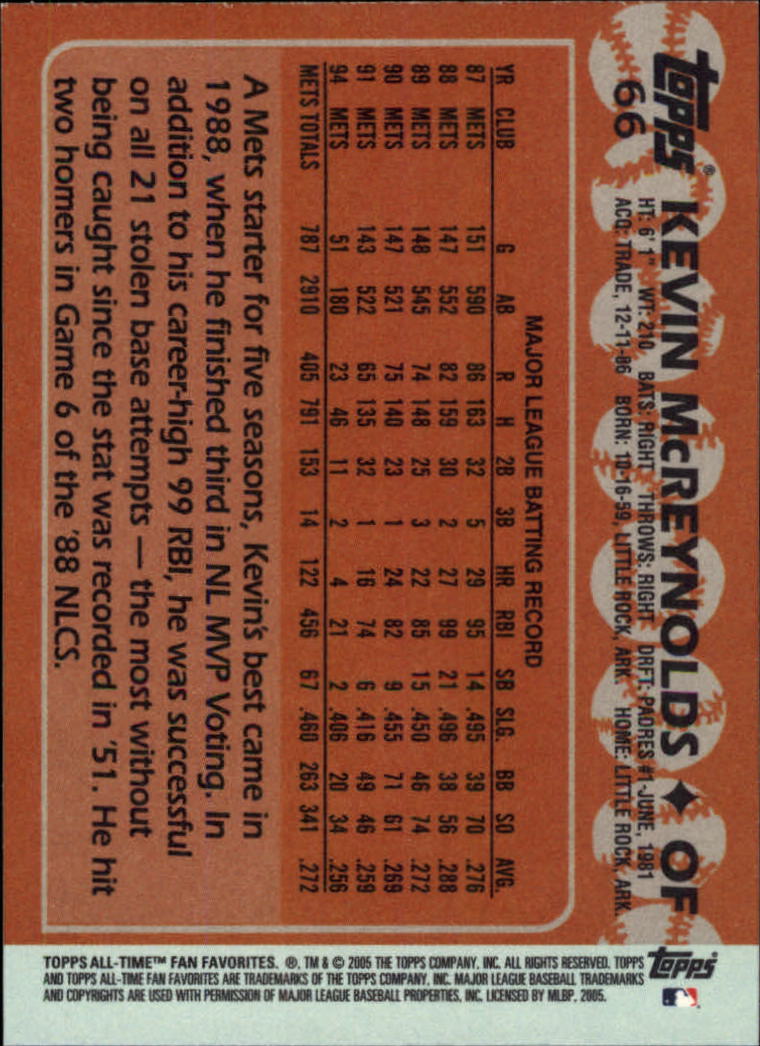 topps®
66
KEVIN McREYNOLDS ✦ OF
HT: 6' 1" WT: 210 BATS: RIGHT THROWS: RIGHT DRFT: PADRES #1-JUNE, 1981
ACQ: TRADE, 12-11-86 BORN: 10-16-59, LITTLE ROCK, ARK. HOME: LITTLE ROCK, ARK.
MAJOR LEAGUE BATTING RECORD
YR CLUB G AB R H 2B 3B HR RBI SB SLG. BB SO AVG.
87 METS 151 590 86 163 32 5 29 95 14 .495 39 70 .276
88 METS 147 552 82 159 30 2 27 99 21 .496 38 56 .288
89 METS 148 545 74 148 25 3 22 85 15 .450 46 74 .272
90 METS 147 521 75 140 23 1 24 82 9 .455 71 61 .269
91 METS 143 522 65 135 32 1 16 74 6 .416 49 46 .259
94 METS 51 180 23 46 11 2 4 21 2 .406 20 34 .256
METS TOTALS 787 2910 405 791 153 14 122 456 67 .460 263 341 .272
A Mets starter for five seasons, Kevin's best came in
1988, when he finished third in NL MVP Voting. In
addition to his career-high 99 RBI, he was successful
on all 21 stolen base attempts — the most without
being caught since the stat was recorded in '51. He hit
two homers in Game 6 of the '88 NLCS.
TOPPS ALL-TIME™ FAN FAVORITES. ®, TM & © 2005 THE TOPPS COMPANY, INC. ALL RIGHTS RESERVED. TOPPS
AND TOPPS ALL-TIME FAN FAVORITES ARE TRADEMARKS OF THE TOPPS COMPANY, INC. MAJOR LEAGUE BASEBALL TRADEMARKS
AND COPYRIGHTS ARE USED WITH PERMISSION OF MAJOR LEAGUE BASEBALL PROPERTIES, INC. LICENSED BY MLBP, 2005.
topps